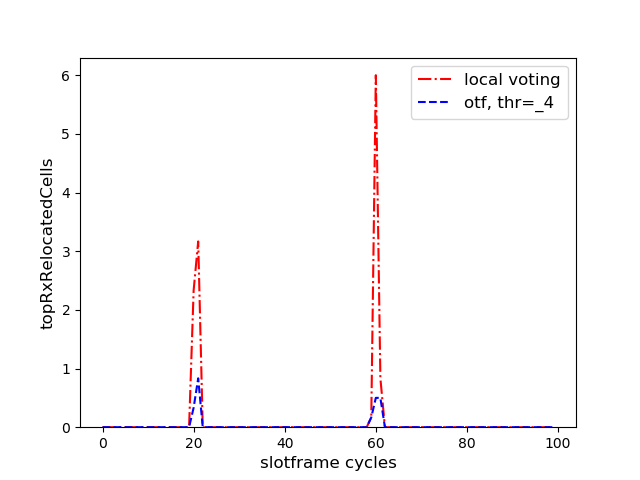 local voting
otf, thr=_4
topRxRelocatedCells
6
5
4
3
2
1
0
0 20 40 60 80 100
slotframe cycles